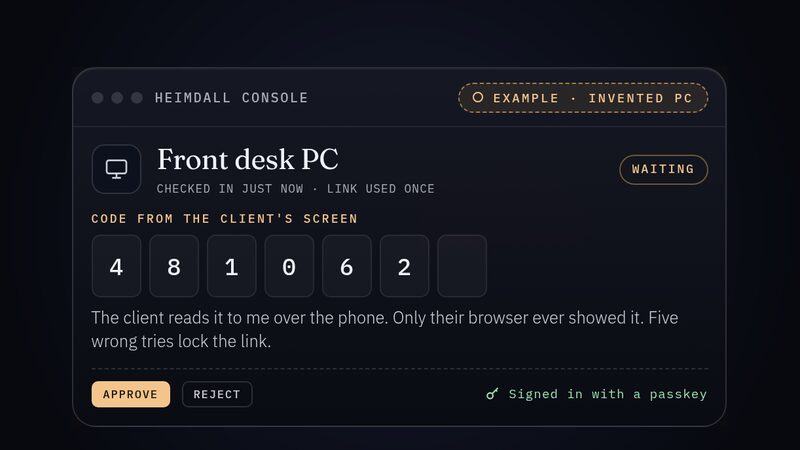 HEIMDALL CONSOLE
EXAMPLE · INVENTED PC
Front desk PC
CHECKED IN JUST NOW · LINK USED ONCE
WAITING
CODE FROM THE CLIENT'S SCREEN
4 8 1 0 6 2
The client reads it to me over the phone. Only their browser ever showed it. Five
wrong tries lock the link.
APPROVE
REJECT
Signed in with a passkey